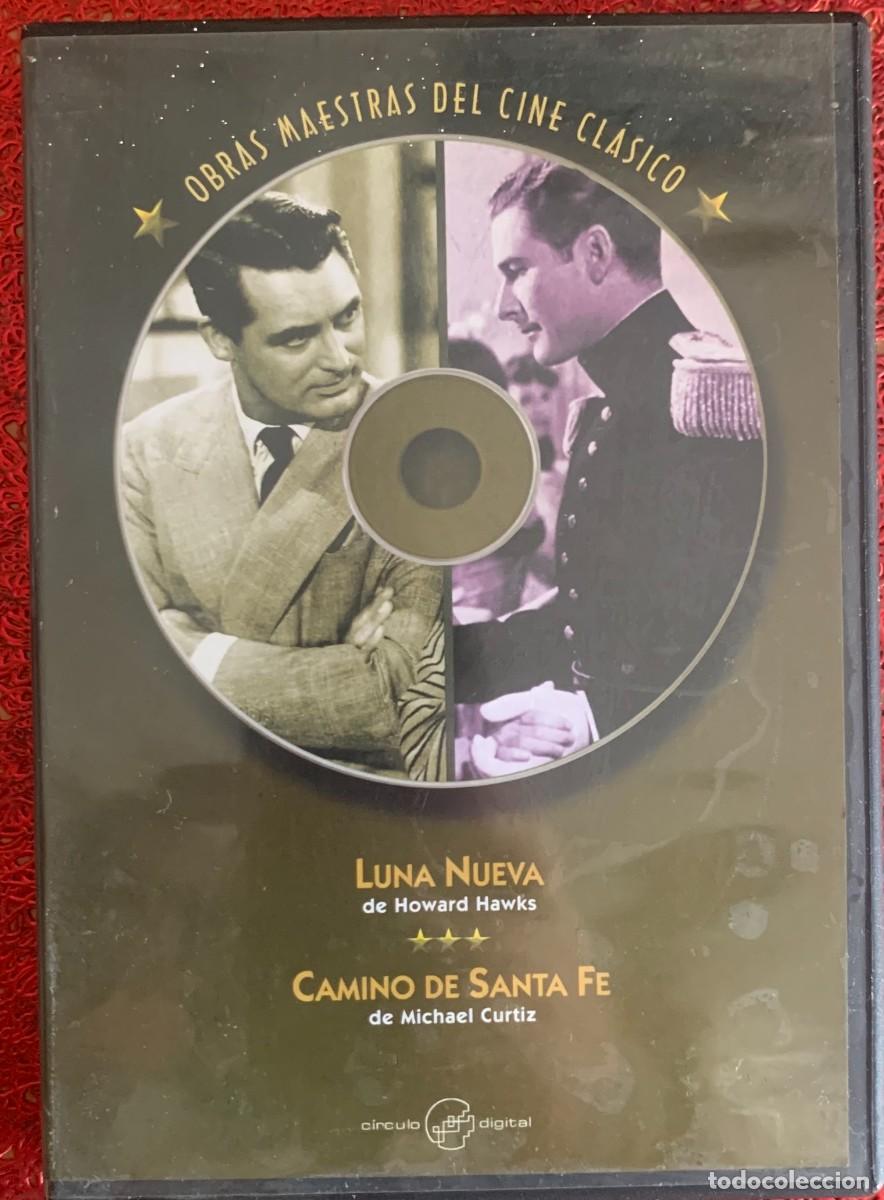 OBRAS MAESTRAS DEL CINE CLÁSICO
LUNA NUEVA
de Howard Hawks
CAMINO DE SANTA FE
de Michael Curtiz
círculo digital
todocoleccion